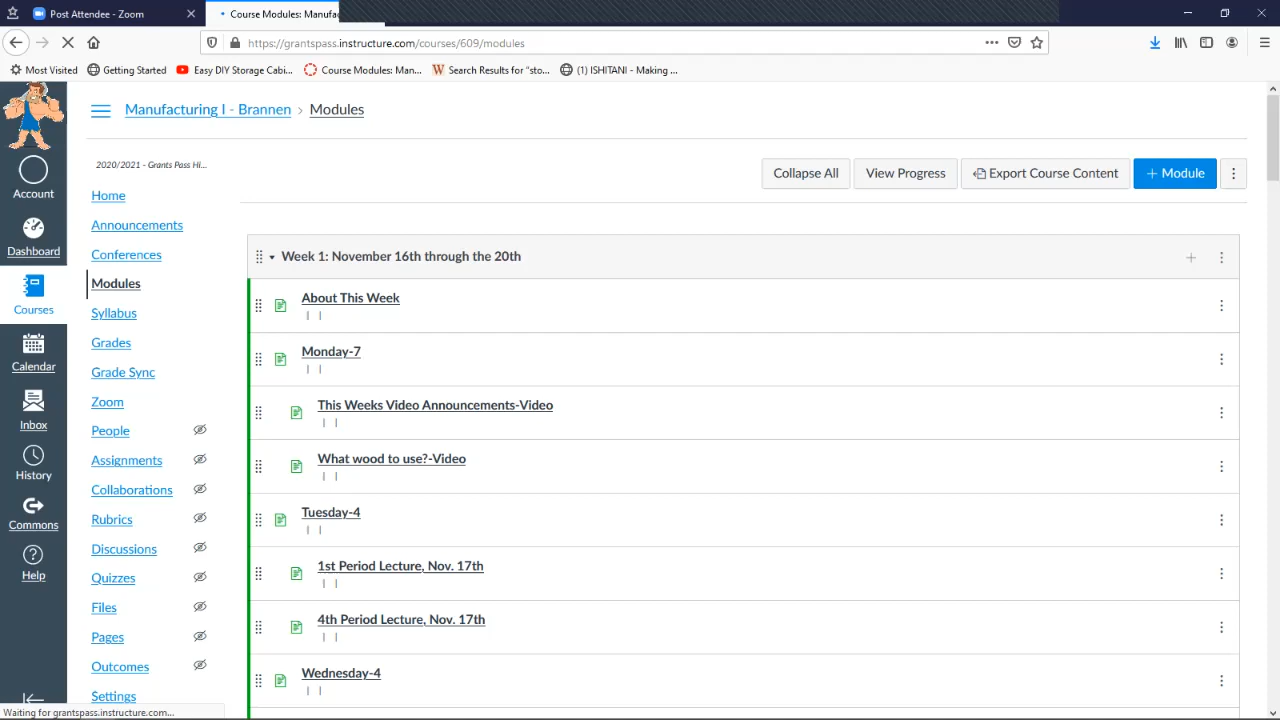 Post Attendee - Zoom
Course Modules: Manufa
https://grantspass.instructure.com/courses/609/modules
Most Visited
Getting Started
Easy DIY Storage Cabi...
Course Modules: Man...
Search Results for "sto...
(1) ISHITANI - Making ...
Manufacturing I - Brannen > Modules
2020/2021 - Grants Pass Hi...
Collapse All
View Progress
Export Course Content
+ Module
Account
Dashboard
Courses
Calendar
Inbox
History
Commons
Help
Home
Announcements
Conferences
Modules
Syllabus
Grades
Grade Sync
Zoom
People
Assignments
Collaborations
Rubrics
Discussions
Quizzes
Files
Pages
Outcomes
Settings
Week 1: November 16th through the 20th
About This Week
Monday-7
This Weeks Video Announcements-Video
What wood to use?-Video
Tuesday-4
1st Period Lecture, Nov. 17th
4th Period Lecture, Nov. 17th
Wednesday-4
Waiting for grantspass.instructure.com...